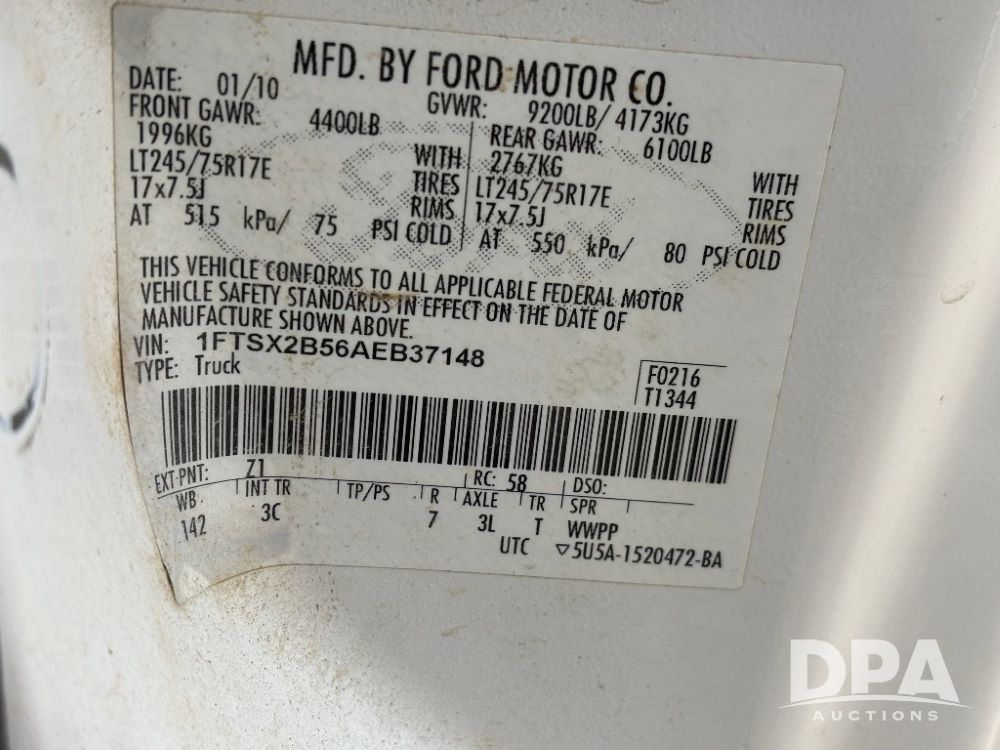 MFD. BY FORD MOTOR CO.
DATE: 01/10 GVWR: 9200LB/ 4173KG
FRONT GAWR: 4400LB REAR GAWR: 6100LB
1996KG WITH 2767KG WITH
LT245/75R17E TIRES LT245/75R17E TIRES
17x7.5J RIMS 17x7.5J RIMS
AT 515 kPa/ 75 PSI COLD AT 550 kPa/ 80 PSI COLD
THIS VEHICLE CONFORMS TO ALL APPLICABLE FEDERAL MOTOR
VEHICLE SAFETY STANDARDS IN EFFECT ON THE DATE OF
MANUFACTURE SHOWN ABOVE.
VIN: 1FTSX2B56AEB37148
TYPE: Truck
F0216
T1344
EXT PNT: Z1 RC: 58 DSO:
WB INT TR TP/PS R AXLE TR SPR
142 3C 7 3L T WWPP
UTC ▽5U5A-1520472-BA
DPA
AUCTIONS